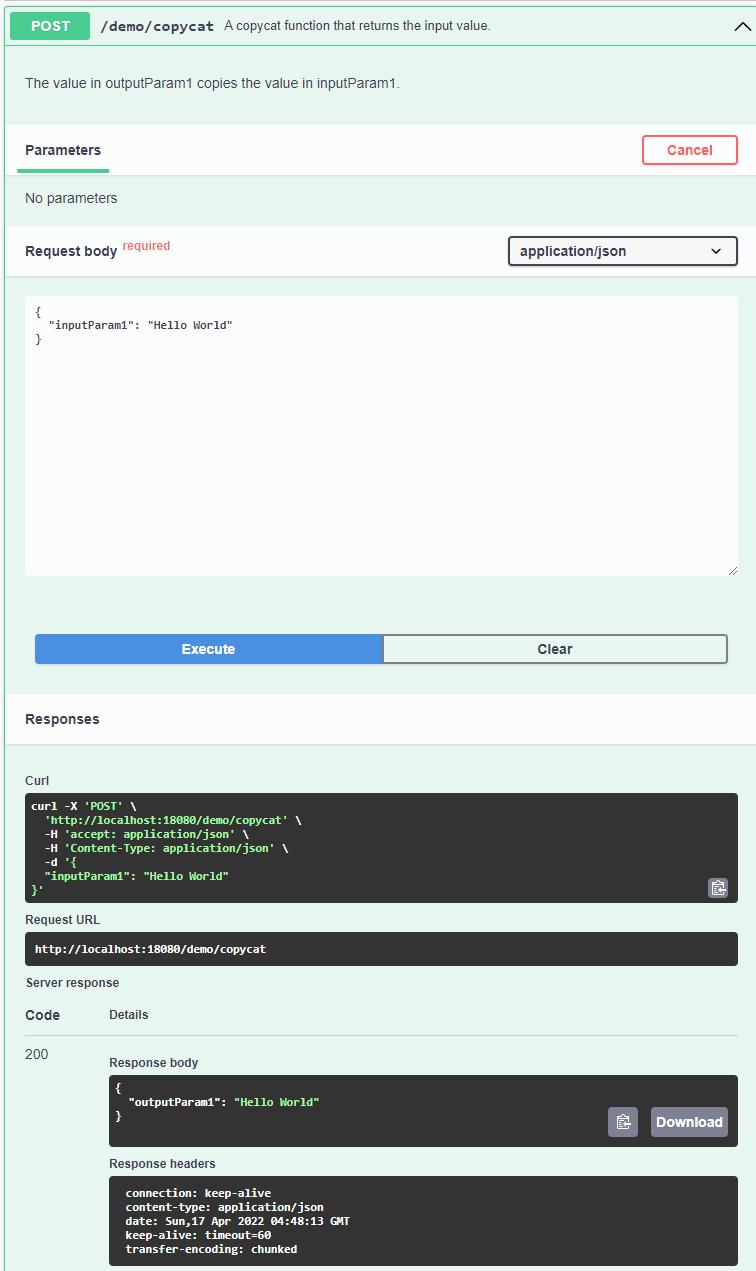 POST /demo/copycat A copycat function that returns the input value.
The value in outputParam1 copies the value in inputParam1.
Parameters Cancel
No parameters
Request body required application/json
{
  "inputParam1": "Hello World"
}
Execute Clear
Responses
Curl
curl -X 'POST' \
  'http://localhost:18080/demo/copycat' \
  -H 'accept: application/json' \
  -H 'Content-Type: application/json' \
  -d '{
  "inputParam1": "Hello World"
}'
Request URL
http://localhost:18080/demo/copycat
Server response
Code Details
200
Response body
{
  "outputParam1": "Hello World"
}
Download
Response headers
connection: keep-alive
content-type: application/json
date: Sun,17 Apr 2022 04:48:13 GMT
keep-alive: timeout=60
transfer-encoding: chunked